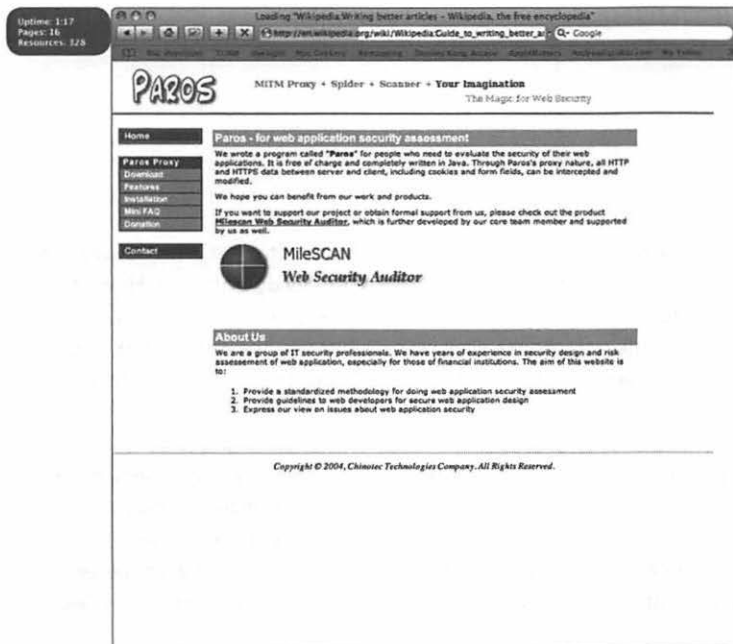 Uptime: 1:17
Pages: 16
Resources: 328
Loading "Wikipedia:Writing better articles – Wikipedia, the free encyclopedia"
http://en.wikipedia.org/wiki/Wikipedia:Guide_to_writing_better_ar
Q- Google
PAROS
MiTM Proxy + Spider + Scanner + Your Imagination
The Magic for Web Security
Home
Paros Proxy
Download
Features
Installation
Mini FAQ
Donation
Contact
Paros - for web application security assessment
We wrote a program called "Paros" for people who need to evaluate the security of their web
applications. It is free of charge and completely written in Java. Through Paros's proxy nature, all HTTP
and HTTPS data between server and client, including cookies and form fields, can be intercepted and
modified.
We hope you can benefit from our work and products.
If you want to support our project or obtain formal support from us, please check out the product
Milescan Web Security Auditor, which is further developed by our core team member and supported
by us as well.
MileSCAN
Web Security Auditor
About Us
We are a group of IT security professionals. We have years of experience in security design and risk
assessement of web application, especially for those of financial institutions. The aim of this website is
to:
1. Provide a standardized methodology for doing web application security assessment
2. Provide guidelines to web developers for secure web application design
3. Express our view on issues about web application security
Copyright © 2004, Chinotec Technologies Company. All Rights Reserved.